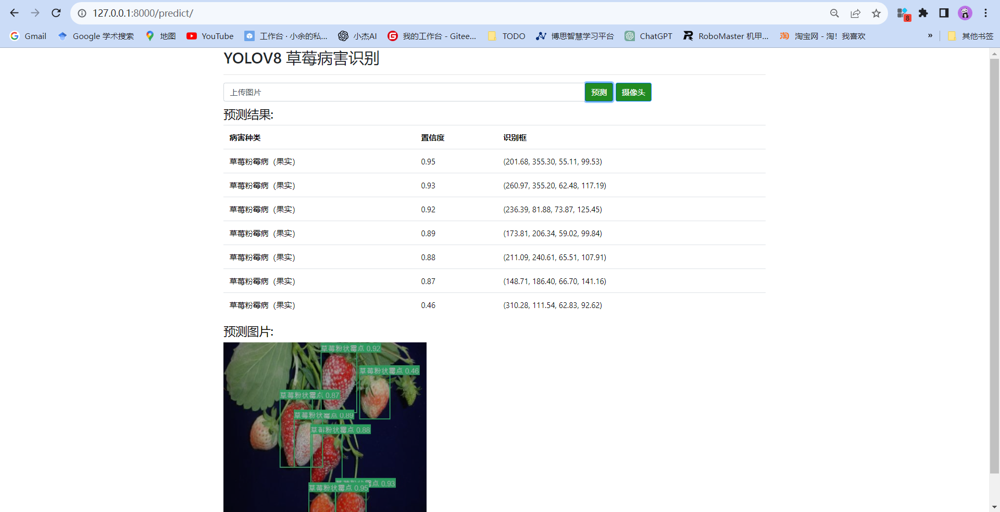 127.0.0.1:8000/predict/
8
Gmail Google 学术搜索 地图 YouTube 工作台 · 小余的私... 小杰AI 我的工作台 - Gitee... TODO 博思智慧学习平台 ChatGPT RoboMaster 机甲... 淘宝网 - 淘！我喜欢 » 其他书签
YOLOV8 草莓病害识别
上传图片 预测 摄像头
预测结果:
病害种类 置信度 识别框
草莓粉霉病（果实） 0.95 (201.68, 355.30, 55.11, 99.53)
草莓粉霉病（果实） 0.93 (260.97, 355.20, 62.48, 117.19)
草莓粉霉病（果实） 0.92 (236.39, 81.88, 73.87, 125.45)
草莓粉霉病（果实） 0.89 (173.81, 206.34, 59.02, 99.84)
草莓粉霉病（果实） 0.88 (211.09, 240.61, 65.51, 107.91)
草莓粉霉病（果实） 0.87 (148.71, 186.40, 66.70, 141.16)
草莓粉霉病（果实） 0.46 (310.28, 111.54, 62.83, 92.62)
预测图片:
草莓粉状霉点 0.92
草莓粉状霉点 0.46
草莓粉状霉点 0.87
草莓粉状霉点 0.89
草莓粉状霉点 0.88
点 0.93
草莓粉状霉点 0.95